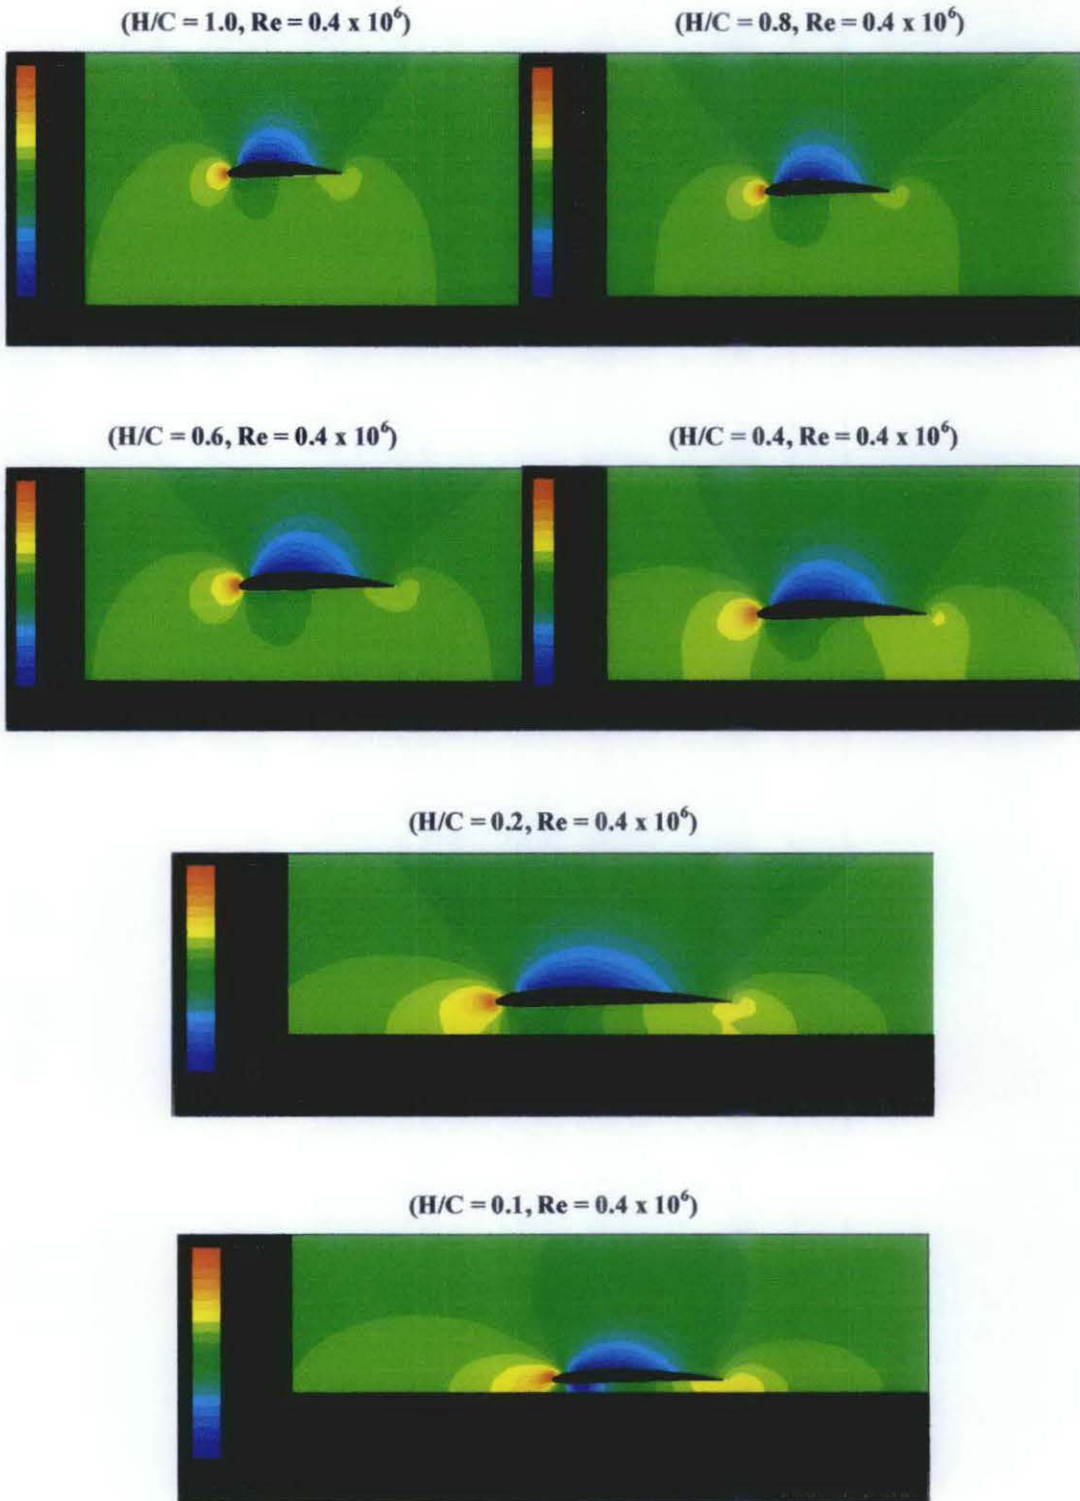 (H/C = 1.0, Re = 0.4 x 10⁶)
(H/C = 0.8, Re = 0.4 x 10⁶)
(H/C = 0.6, Re = 0.4 x 10⁶)
(H/C = 0.4, Re = 0.4 x 10⁶)
(H/C = 0.2, Re = 0.4 x 10⁶)
(H/C = 0.1, Re = 0.4 x 10⁶)